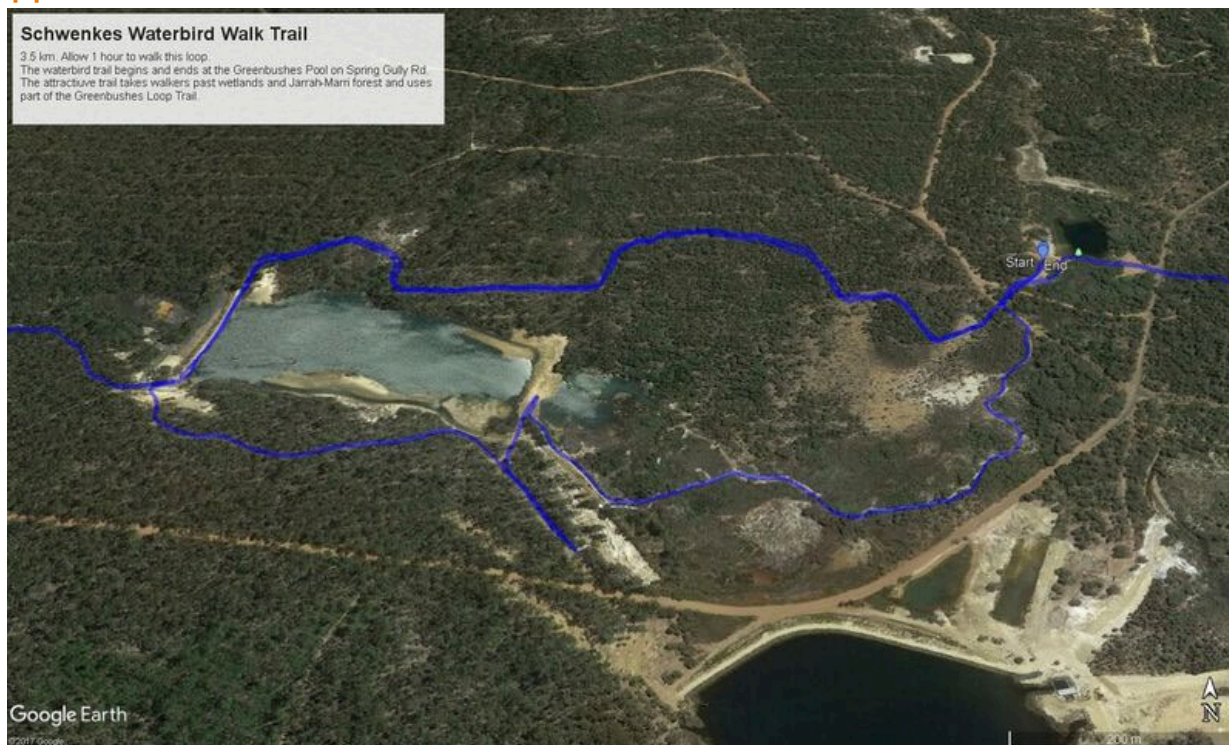 Schwenkes Waterbird Walk Trail
3.5 km. Allow 1 hour to walk this loop.
The waterbird trail begins and ends at the Greenbushes Pool on Spring Gully Rd.
The attractiuve trail takes walkers past wetlands and Jarrah-Marri forest and uses
part of the Greenbushes Loop Trail.
Start
End
Google Earth
N
©2017 Google
200 m